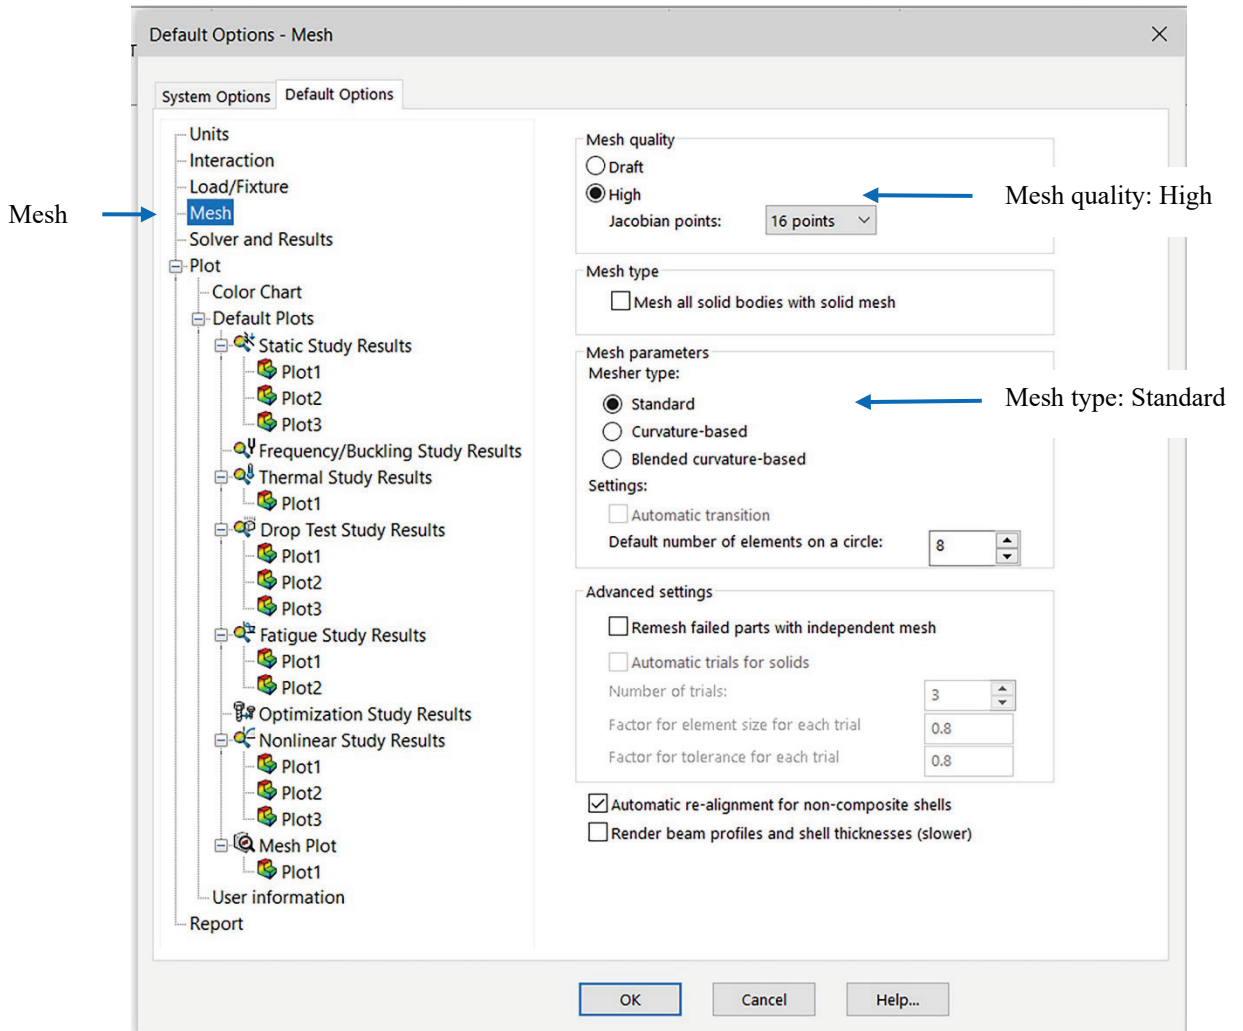 Default Options - Mesh
System Options Default Options
Units
Interaction
Load/Fixture
Mesh
Solver and Results
Plot
Color Chart
Default Plots
Static Study Results
Plot1
Plot2
Plot3
Frequency/Buckling Study Results
Thermal Study Results
Plot1
Drop Test Study Results
Plot1
Plot2
Plot3
Fatigue Study Results
Plot1
Plot2
Optimization Study Results
Nonlinear Study Results
Plot1
Plot2
Plot3
Mesh Plot
Plot1
User information
Report
Mesh
Mesh quality
Draft
High
Jacobian points: 16 points
Mesh quality: High
Mesh type
Mesh all solid bodies with solid mesh
Mesh parameters
Mesher type:
Standard
Mesh type: Standard
Curvature-based
Blended curvature-based
Settings:
Automatic transition
Default number of elements on a circle: 8
Advanced settings
Remesh failed parts with independent mesh
Automatic trials for solids
Number of trials: 3
Factor for element size for each trial 0.8
Factor for tolerance for each trial 0.8
Automatic re-alignment for non-composite shells
Render beam profiles and shell thicknesses (slower)
OK Cancel Help...